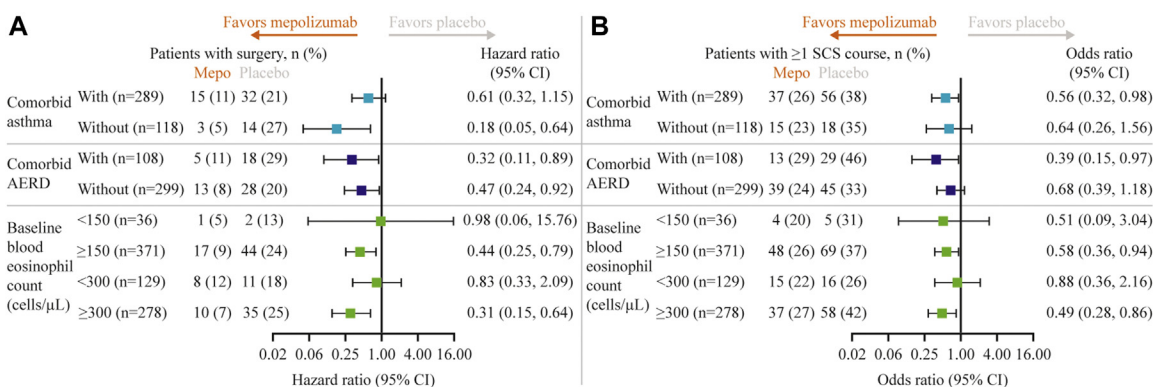 A
Favors mepolizumab Favors placebo
Patients with surgery, n (%) Hazard ratio
Mepo Placebo (95% CI)
Comorbid asthma
With (n=289) 15 (11) 32 (21) 0.61 (0.32, 1.15)
Without (n=118) 3 (5) 14 (27) 0.18 (0.05, 0.64)
Comorbid AERD
With (n=108) 5 (11) 18 (29) 0.32 (0.11, 0.89)
Without (n=299) 13 (8) 28 (20) 0.47 (0.24, 0.92)
Baseline blood eosinophil count (cells/µL)
<150 (n=36) 1 (5) 2 (13) 0.98 (0.06, 15.76)
≥150 (n=371) 17 (9) 44 (24) 0.44 (0.25, 0.79)
<300 (n=129) 8 (12) 11 (18) 0.83 (0.33, 2.09)
≥300 (n=278) 10 (7) 35 (25) 0.31 (0.15, 0.64)
0.02 0.06 0.25 1.00 4.00 16.00
Hazard ratio (95% CI)
B
Favors mepolizumab Favors placebo
Patients with ≥1 SCS course, n (%) Odds ratio
Mepo Placebo (95% CI)
Comorbid asthma
With (n=289) 37 (26) 56 (38) 0.56 (0.32, 0.98)
Without (n=118) 15 (23) 18 (35) 0.64 (0.26, 1.56)
Comorbid AERD
With (n=108) 13 (29) 29 (46) 0.39 (0.15, 0.97)
Without (n=299) 39 (24) 45 (33) 0.68 (0.39, 1.18)
Baseline blood eosinophil count (cells/µL)
<150 (n=36) 4 (20) 5 (31) 0.51 (0.09, 3.04)
≥150 (n=371) 48 (26) 69 (37) 0.58 (0.36, 0.94)
<300 (n=129) 15 (22) 16 (26) 0.88 (0.36, 2.16)
≥300 (n=278) 37 (27) 58 (42) 0.49 (0.28, 0.86)
0.02 0.06 0.25 1.00 4.00 16.00
Odds ratio (95% CI)